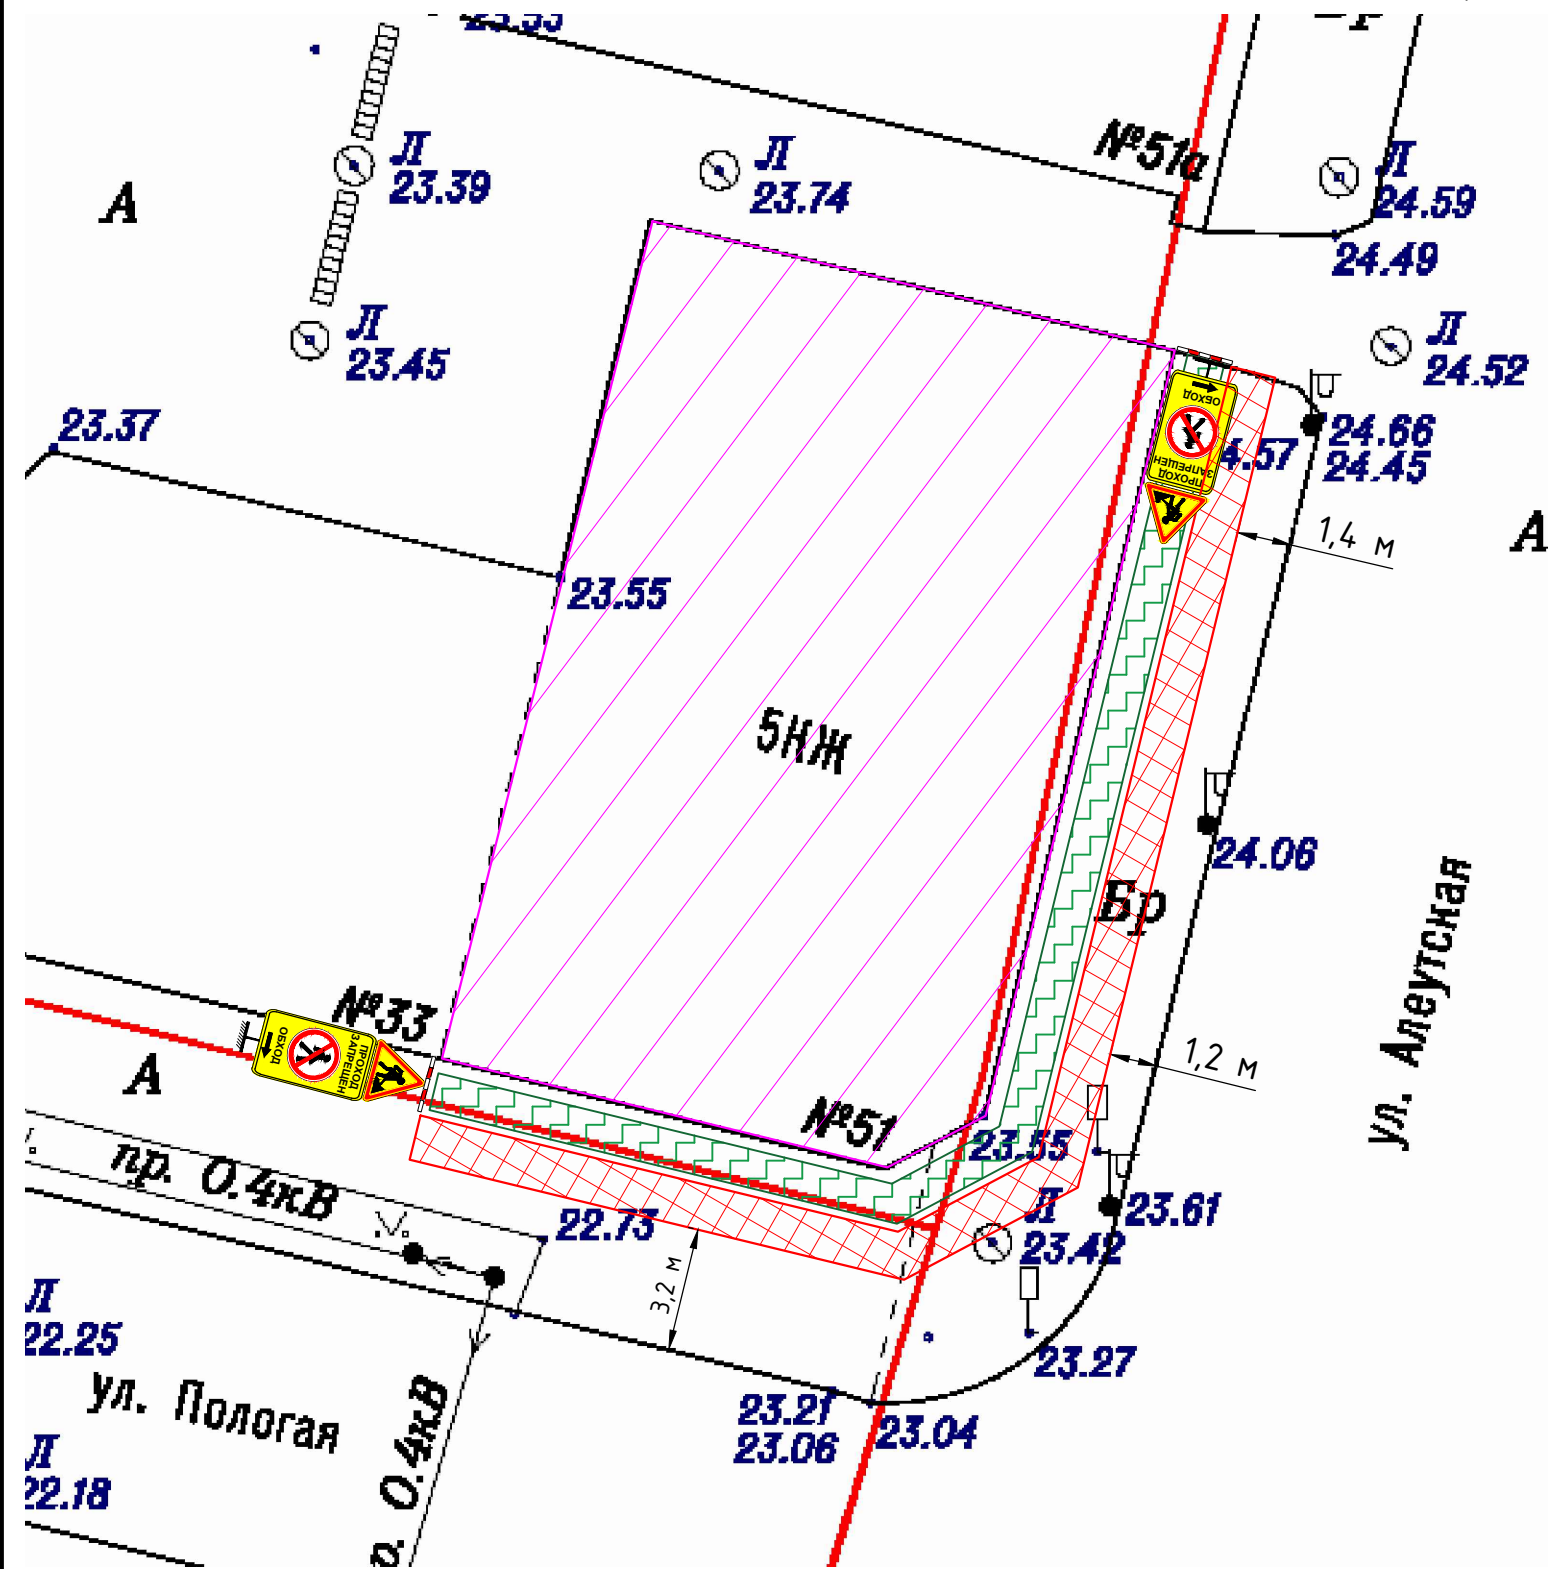 №51а
Л
23.39
Л
23.74
Л
24.59
24.49
А
Л
23.45
Л
24.52
23.37
ОБХОД
ПРОХОД
ЗАПРЕЩЕН
4.57
24.66
24.45
А
1,4 м
23.55
5НЖ
24.06
Бр
ул. Алеутская
№33
ОБХОД
ПРОХОД
ЗАПРЕЩЕН
А
1,2 м
№51
23.55
пр. 0.4кВ
22.73
Л
23.42
23.61
3,2 м
Л
22.25
23.27
ул. Пологая
23.21
23.06
23.04
Л
22.18
р. 0.4кВ